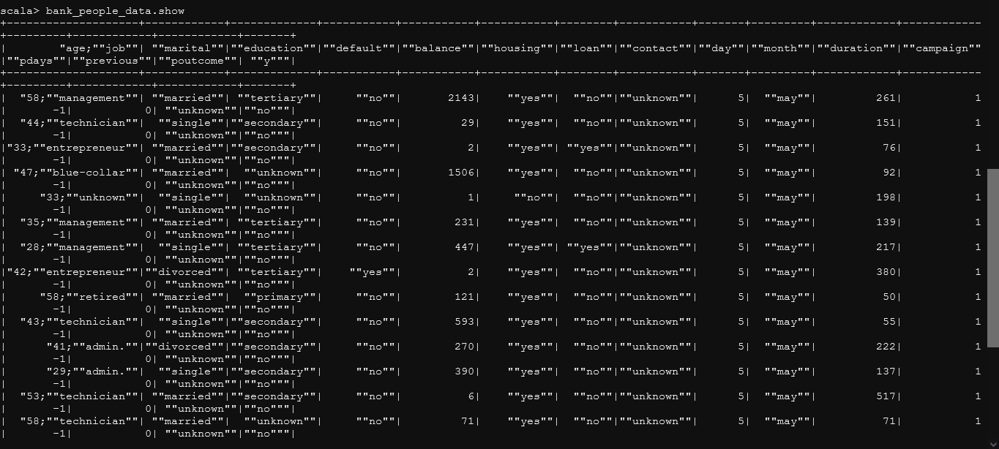 scala> bank_people_data.show
+--------------------+------------+-------------+-----------+-----------+-----------+--------+-----------+-------+---------+------------+------------
+---------+------------+------------+-------+
|        "age;""job""| ""marital""|""education""|""default""|""balance""|""housing""|""loan""|""contact""|""day""|""month""|""duration""|""campaign""
|""pdays""|""previous""|""poutcome""| ""y"""|
+--------------------+------------+-------------+-----------+-----------+-----------+--------+-----------+-------+---------+------------+------------
+---------+------------+------------+-------+
|  "58;""management""| ""married""| ""tertiary""|     ""no""|       2143|    ""yes""|  ""no""|""unknown""|      5|  ""may""|         261|           1
|       -1|           0| ""unknown""|""no"""|
|  "44;""technician""|  ""single""|""secondary""|     ""no""|         29|    ""yes""|  ""no""|""unknown""|      5|  ""may""|         151|           1
|       -1|           0| ""unknown""|""no"""|
|"33;""entrepreneur""| ""married""|""secondary""|     ""no""|          2|    ""yes""| ""yes""|""unknown""|      5|  ""may""|          76|           1
|       -1|           0| ""unknown""|""no"""|
| "47;""blue-collar""| ""married""|  ""unknown""|     ""no""|       1506|    ""yes""|  ""no""|""unknown""|      5|  ""may""|          92|           1
|       -1|           0| ""unknown""|""no"""|
|     "33;""unknown""|  ""single""|  ""unknown""|     ""no""|          1|     ""no""|  ""no""|""unknown""|      5|  ""may""|         198|           1
|       -1|           0| ""unknown""|""no"""|
|  "35;""management""| ""married""| ""tertiary""|     ""no""|        231|    ""yes""|  ""no""|""unknown""|      5|  ""may""|         139|           1
|       -1|           0| ""unknown""|""no"""|
|  "28;""management""|  ""single""| ""tertiary""|     ""no""|        447|    ""yes""| ""yes""|""unknown""|      5|  ""may""|         217|           1
|       -1|           0| ""unknown""|""no"""|
|"42;""entrepreneur""|""divorced""| ""tertiary""|    ""yes""|          2|    ""yes""|  ""no""|""unknown""|      5|  ""may""|         380|           1
|       -1|           0| ""unknown""|""no"""|
|     "58;""retired""| ""married""|  ""primary""|     ""no""|        121|    ""yes""|  ""no""|""unknown""|      5|  ""may""|          50|           1
|       -1|           0| ""unknown""|""no"""|
|  "43;""technician""|  ""single""|""secondary""|     ""no""|        593|    ""yes""|  ""no""|""unknown""|      5|  ""may""|          55|           1
|       -1|           0| ""unknown""|""no"""|
|      "41;""admin.""|""divorced""|""secondary""|     ""no""|        270|    ""yes""|  ""no""|""unknown""|      5|  ""may""|         222|           1
|       -1|           0| ""unknown""|""no"""|
|      "29;""admin.""|  ""single""|""secondary""|     ""no""|        390|    ""yes""|  ""no""|""unknown""|      5|  ""may""|         137|           1
|       -1|           0| ""unknown""|""no"""|
|  "53;""technician""| ""married""|""secondary""|     ""no""|          6|    ""yes""|  ""no""|""unknown""|      5|  ""may""|         517|           1
|       -1|           0| ""unknown""|""no"""|
|  "58;""technician""| ""married""|  ""unknown""|     ""no""|         71|    ""yes""|  ""no""|""unknown""|      5|  ""may""|          71|           1
|       -1|           0| ""unknown""|""no"""|